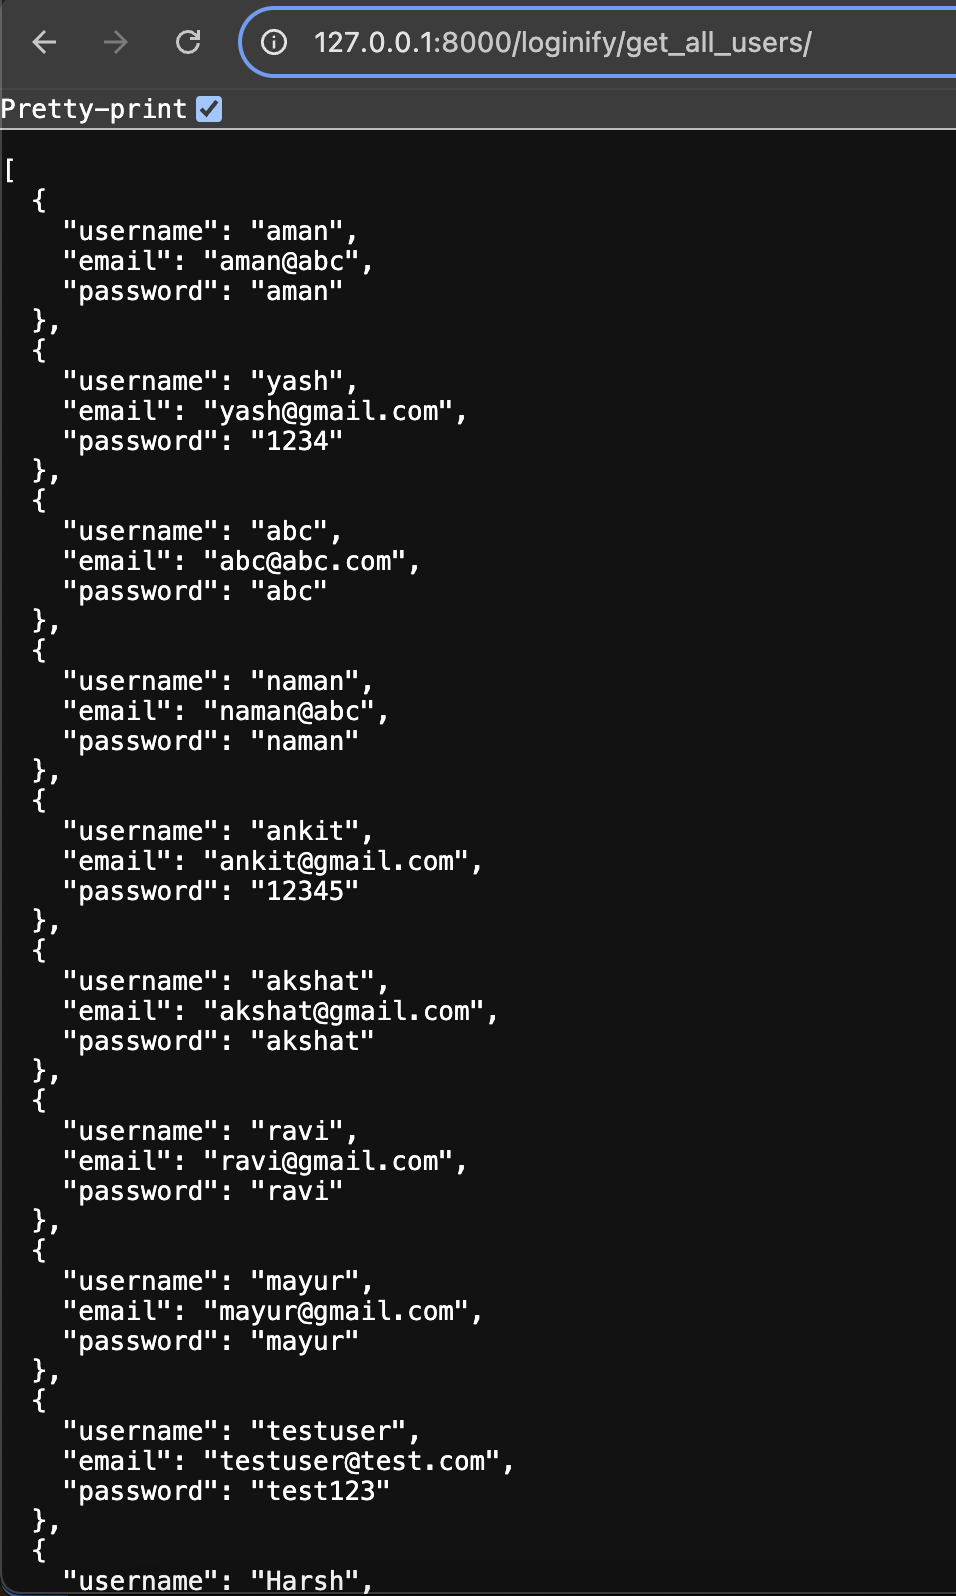 127.0.0.1:8000/loginify/get_all_users/
Pretty-print
[
  {
    "username": "aman",
    "email": "aman@abc",
    "password": "aman"
  },
  {
    "username": "yash",
    "email": "yash@gmail.com",
    "password": "1234"
  },
  {
    "username": "abc",
    "email": "abc@abc.com",
    "password": "abc"
  },
  {
    "username": "naman",
    "email": "naman@abc",
    "password": "naman"
  },
  {
    "username": "ankit",
    "email": "ankit@gmail.com",
    "password": "12345"
  },
  {
    "username": "akshat",
    "email": "akshat@gmail.com",
    "password": "akshat"
  },
  {
    "username": "ravi",
    "email": "ravi@gmail.com",
    "password": "ravi"
  },
  {
    "username": "mayur",
    "email": "mayur@gmail.com",
    "password": "mayur"
  },
  {
    "username": "testuser",
    "email": "testuser@test.com",
    "password": "test123"
  },
  {
    "username": "Harsh",